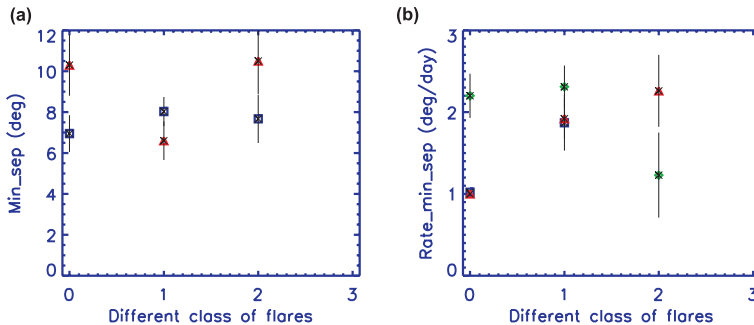 (a)
12
10
8
6
4
2
0
Min_sep (deg)
0 1 2 3
Different class of flares
(b)
3
2
1
0
Rate_min_sep (deg/day)
0 1 2 3
Different class of flares